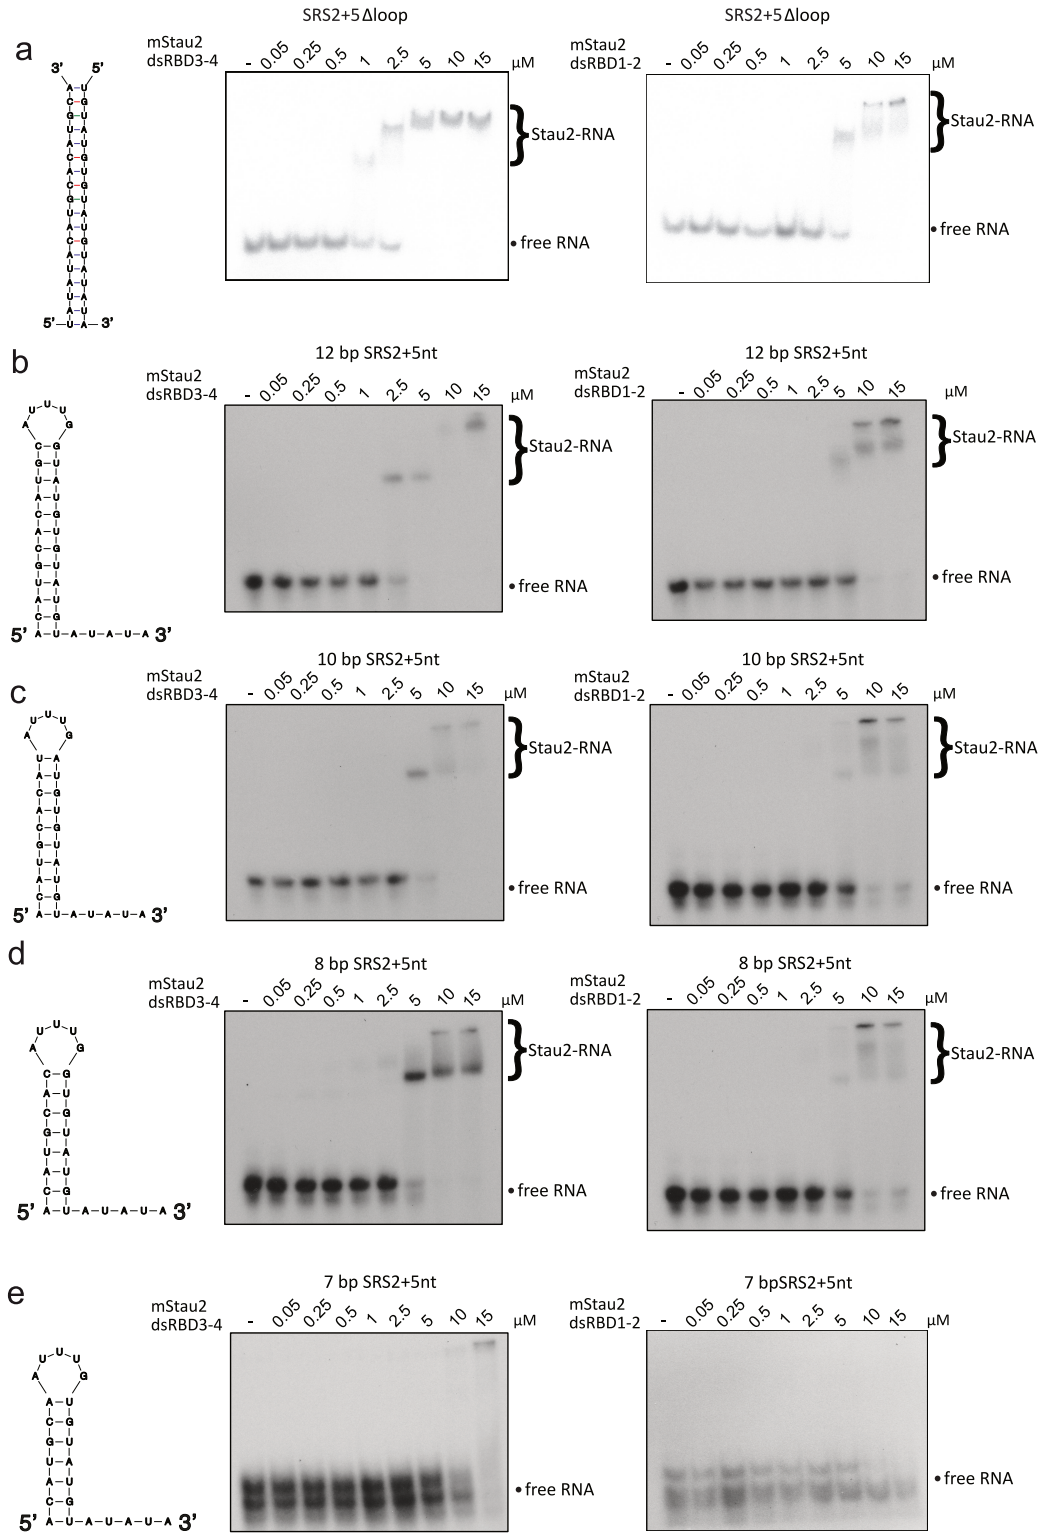 SRS2+5Δloop
SRS2+5Δloop
a
mStau2
dsRBD3-4
- 0.05 0.25 0.5 1 2.5 5 10 15 μM
mStau2
dsRBD1-2
- 0.05 0.25 0.5 1 2.5 5 10 15 μM
3' 5'
Stau2-RNA
free RNA
Stau2-RNA
free RNA
5' U A 3'
b
12 bp SRS2+5nt
12 bp SRS2+5nt
mStau2
dsRBD3-4
- 0.05 0.25 0.5 1 2.5 5 10 15 μM
mStau2
dsRBD1-2
- 0.05 0.25 0.5 1 2.5 5 10 15 μM
U U U
A G
C G
G U
U A
A U
C G
A U
C G
G U
U A
A U
C G
5' A U A U A U A 3'
Stau2-RNA
free RNA
Stau2-RNA
free RNA
c
10 bp SRS2+5nt
10 bp SRS2+5nt
mStau2
dsRBD3-4
- 0.05 0.25 0.5 1 2.5 5 10 15 μM
mStau2
dsRBD1-2
- 0.05 0.25 0.5 1 2.5 5 10 15 μM
U U U
A G
U A
A U
C G
A U
C G
G U
U A
A U
C G
5' A U A U A U A 3'
Stau2-RNA
free RNA
Stau2-RNA
free RNA
d
8 bp SRS2+5nt
8 bp SRS2+5nt
mStau2
dsRBD3-4
- 0.05 0.25 0.5 1 2.5 5 10 15 μM
mStau2
dsRBD1-2
- 0.05 0.25 0.5 1 2.5 5 10 15 μM
U U U
A G
C G
A U
C G
G U
U A
A U
C G
5' A U A U A U A 3'
Stau2-RNA
free RNA
Stau2-RNA
free RNA
e
7 bp SRS2+5nt
7 bpSRS2+5nt
mStau2
dsRBD3-4
- 0.05 0.25 0.5 1 2.5 5 10 15 μM
mStau2
dsRBD1-2
- 0.05 0.25 0.5 1 2.5 5 10 15 μM
U U U
A G
A U
C G
G U
U A
A U
C G
5' A U A U A U A 3'
free RNA
free RNA